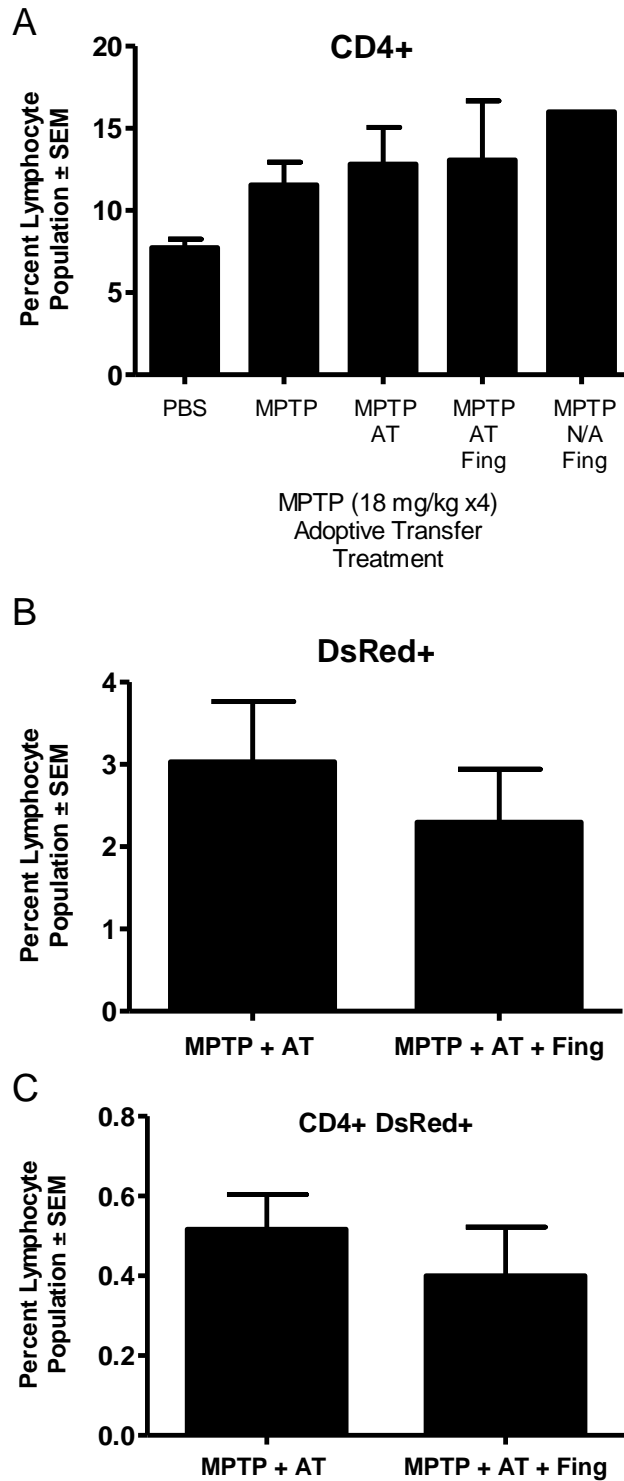 A
CD4+
Percent Lymphocyte
Population ± SEM
20
15
10
5
0
PBS
MPTP
MPTP
AT
MPTP
AT
Fing
MPTP
N/A
Fing
MPTP (18 mg/kg x4)
Adoptive Transfer
Treatment
B
DsRed+
Percent Lymphocyte
Population ± SEM
4
3
2
1
0
MPTP + AT
MPTP + AT + Fing
C
CD4+ DsRed+
Percent Lymphocyte
Population ± SEM
0.8
0.6
0.4
0.2
0.0
MPTP + AT
MPTP + AT + Fing